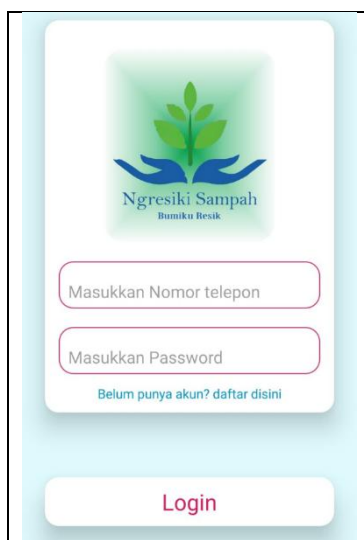 Ngresiki Sampah
Bumiku Resik
Masukkan Nomor telepon
Masukkan Password
Belum punya akun? daftar disini
Login